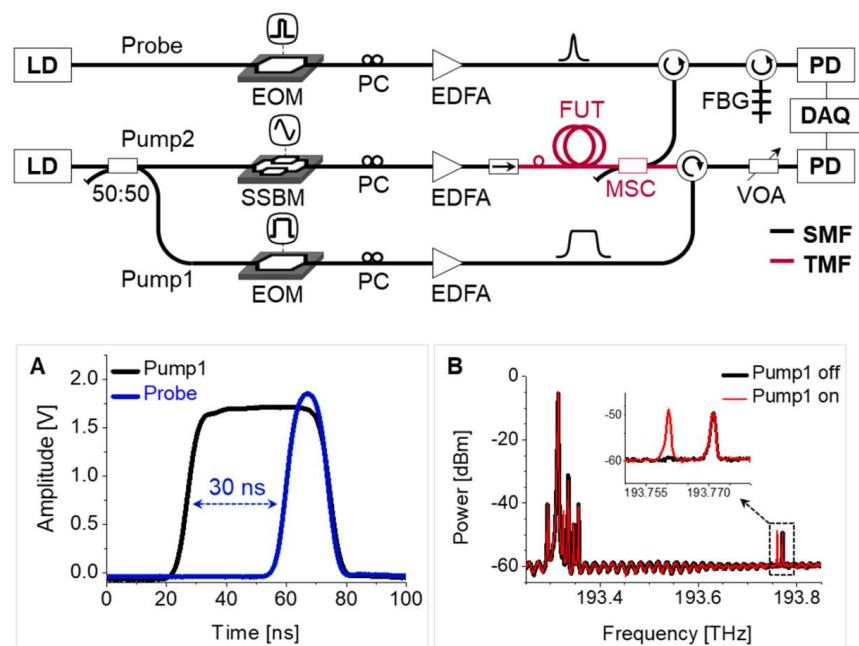 Probe
LD
EOM
PC
EDFA
FBG
PD
DAQ
FUT
Pump2
LD
50:50
SSBM
PC
EDFA
MSC
VOA
PD
Pump1
EOM
PC
EDFA
SMF
TMF
A
Pump1
Probe
2.0
1.5
1.0
0.5
0.0
30 ns
Amplitude [V]
0 20 40 60 80 100
Time [ns]
B
Pump1 off
Pump1 on
0
-20
-40
-60
-50
-60
193.755 193.770
Power [dBm]
193.4 193.6 193.8
Frequency [THz]